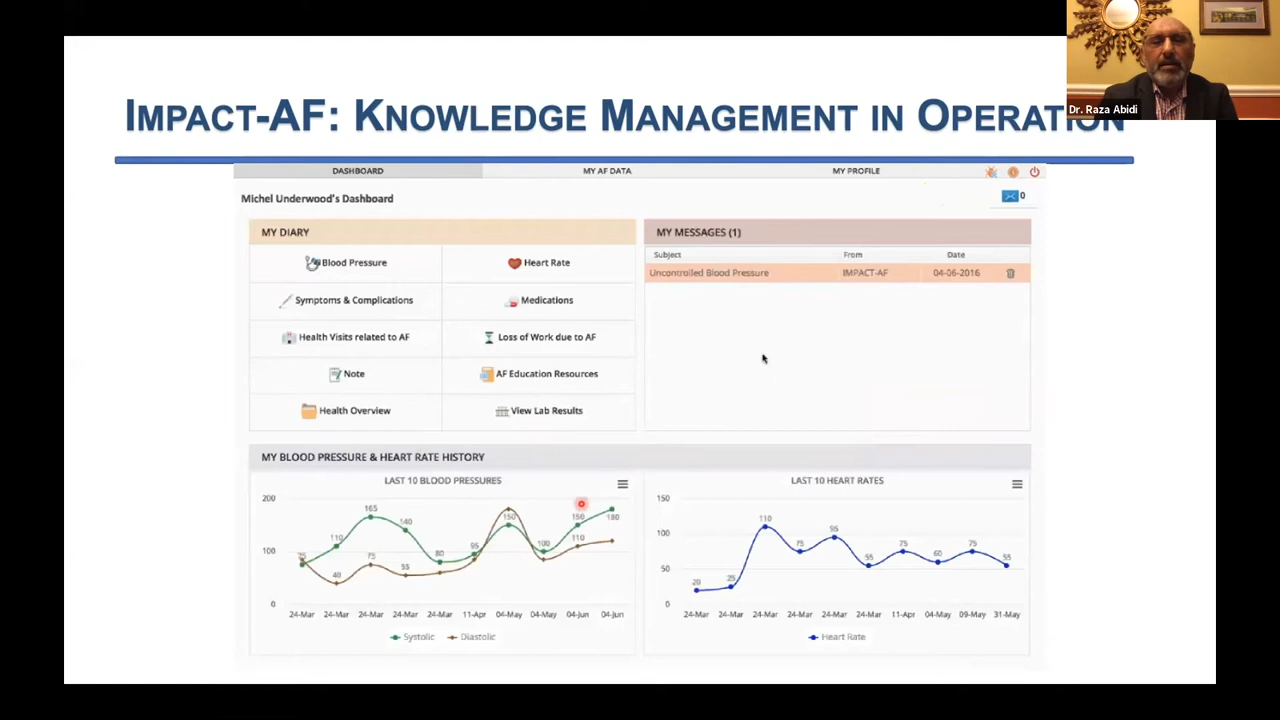 IMPACT-AF: KNOWLEDGE MANAGEMENT IN OPERATION
Dr. Raza Abidi
DASHBOARD MY AF DATA MY PROFILE
Michel Underwood's Dashboard 0
MY DIARY
Blood Pressure Heart Rate
Symptoms & Complications Medications
Health Visits related to AF Loss of Work due to AF
Note AF Education Resources
Health Overview View Lab Results
MY MESSAGES (1)
Subject From Date
Uncontrolled Blood Pressure IMPACT-AF 04-06-2016
MY BLOOD PRESSURE & HEART RATE HISTORY
LAST 10 BLOOD PRESSURES
200
100
0
75 110 165 140 80 95 150 100 150 180
40 75 55 110
24-Mar 24-Mar 24-Mar 24-Mar 24-Mar 11-Apr 04-May 04-May 04-Jun 04-Jun
Systolic Diastolic
LAST 10 HEART RATES
150
100
50
0
20 25 110 75 95 55 75 60 75 55
24-Mar 24-Mar 24-Mar 24-Mar 24-Mar 24-Mar 11-Apr 04-May 09-May 31-May
Heart Rate